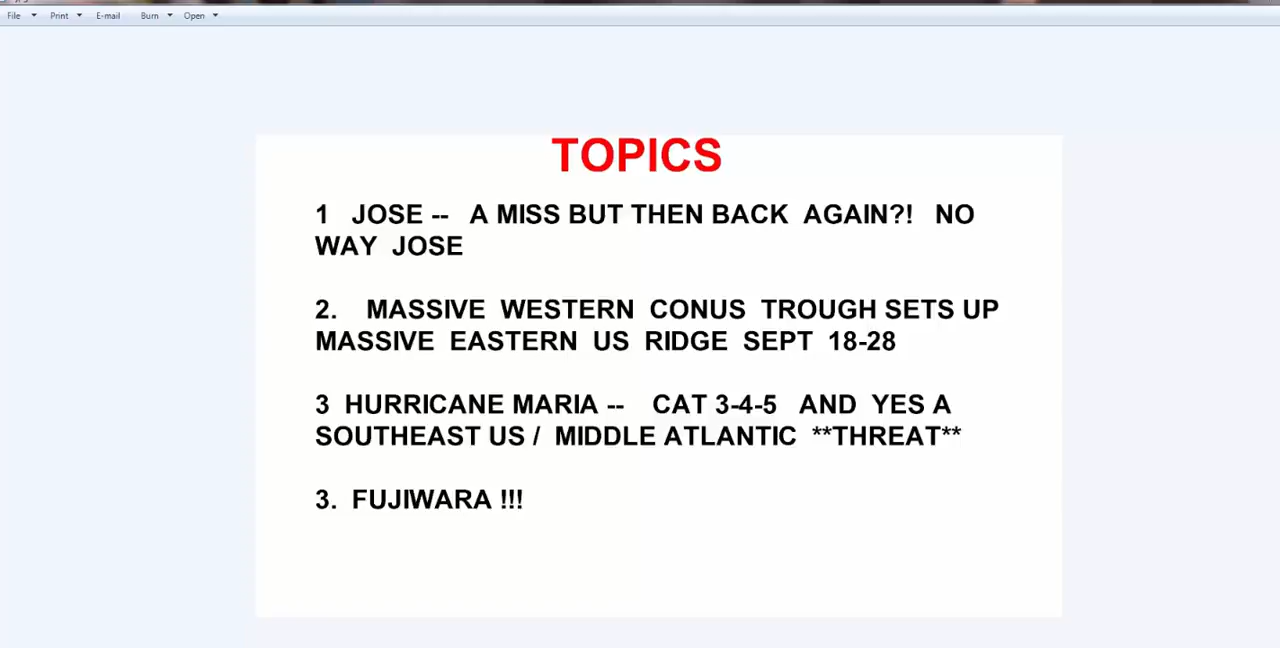 File Print E-mail Burn Open
TOPICS
1 JOSE -- A MISS BUT THEN BACK AGAIN?! NO
WAY JOSE
2. MASSIVE WESTERN CONUS TROUGH SETS UP
MASSIVE EASTERN US RIDGE SEPT 18-28
3 HURRICANE MARIA -- CAT 3-4-5 AND YES A
SOUTHEAST US / MIDDLE ATLANTIC **THREAT**
3. FUJIWARA !!!